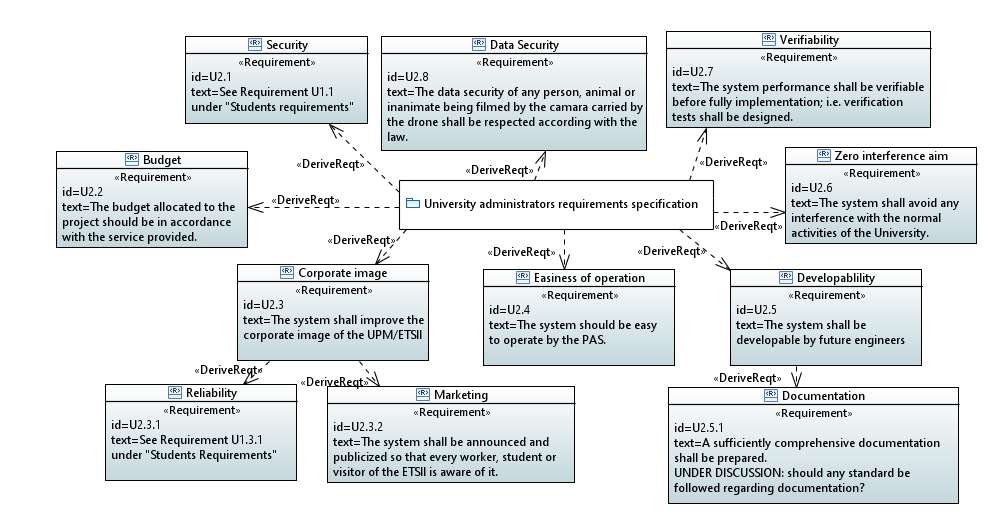 Security
«Requirement»
id=U2.1
text=See Requirement U1.1
under "Students requirements"
Data Security
«Requirement»
id=U2.8
text=The data security of any person, animal or
inanimate being filmed by the camara carried by
the drone shall be respected according with the
law.
Verifiability
«Requirement»
id=U2.7
text=The system performance shall be verifiable
before fully implementation; i.e. verification
tests shall be designed.
«DeriveReqt»
«DeriveReqt»
«DeriveReqt»
Budget
«Requirement»
id=U2.2
text=The budget allocated to the
project should be in accordance
with the service provided.
«DeriveReqt»
University administrators requirements specification
Zero interference aim
«Requirement»
id=U2.6
text=The system shall avoid any
interference with the normal
activities of the University.
«DeriveReqt»
«DeriveReqt»
«DeriveReqt»
«DeriveReqt»
Corporate image
«Requirement»
id=U2.3
text=The system shall improve the
corporate image of the UPM/ETSII
Easiness of operation
«Requirement»
id=U2.4
text=The system should be easy
to operate by the PAS.
Developablility
«Requirement»
id=U2.5
text=The system shall be
developable by future engineers
«DeriveReqt»
«DeriveReqt»
«DeriveReqt»
Reliability
«Requirement»
id=U2.3.1
text=See Requirement U1.3.1
under "Students Requirements"
Marketing
«Requirement»
id=U2.3.2
text=The system shall be announced and
publicized so that every worker, student or
visitor of the ETSII is aware of it.
Documentation
«Requirement»
id=U2.5.1
text=A sufficiently comprehensive documentation
shall be prepared.
UNDER DISCUSSION: should any standard be
followed regarding documentation?